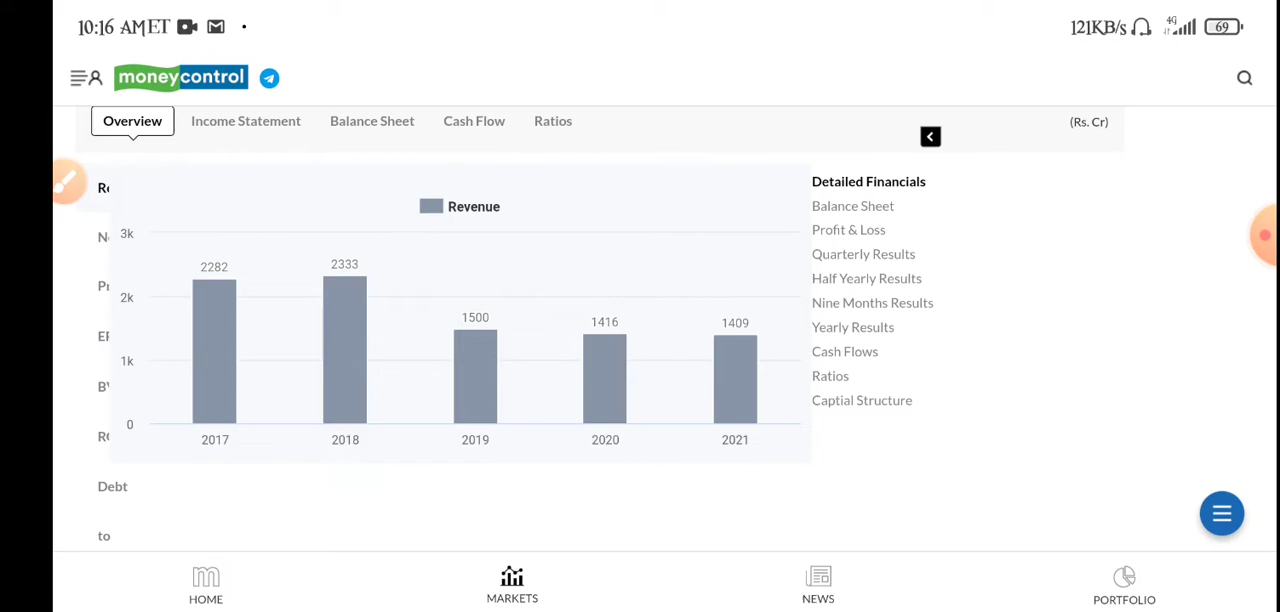 10:16 AM ET
121KB/s 4G 69
moneycontrol
Overview Income Statement Balance Sheet Cash Flow Ratios
(Rs. Cr)
Revenue
3k
2k
1k
0
2282 2333 1500 1416 1409
2017 2018 2019 2020 2021
Debt
to
Detailed Financials
Balance Sheet
Profit & Loss
Quarterly Results
Half Yearly Results
Nine Months Results
Yearly Results
Cash Flows
Ratios
Captial Structure
HOME MARKETS NEWS PORTFOLIO